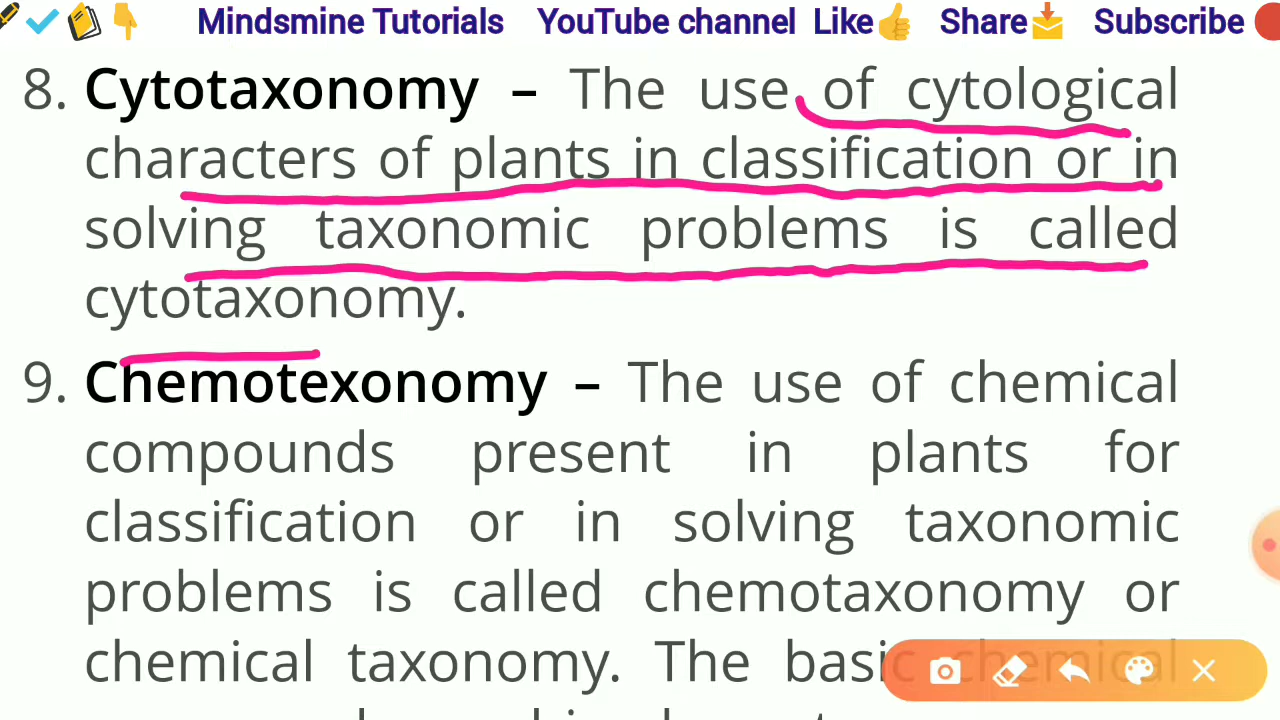 Mindsmine Tutorials YouTube channel Like Share Subscribe
8. Cytotaxonomy – The use of cytological
characters of plants in classification or in
solving taxonomic problems is called
cytotaxonomy.
9. Chemotexonomy – The use of chemical
compounds present in plants for
classification or in solving taxonomic
problems is called chemotaxonomy or
chemical taxonomy. The basic chemical